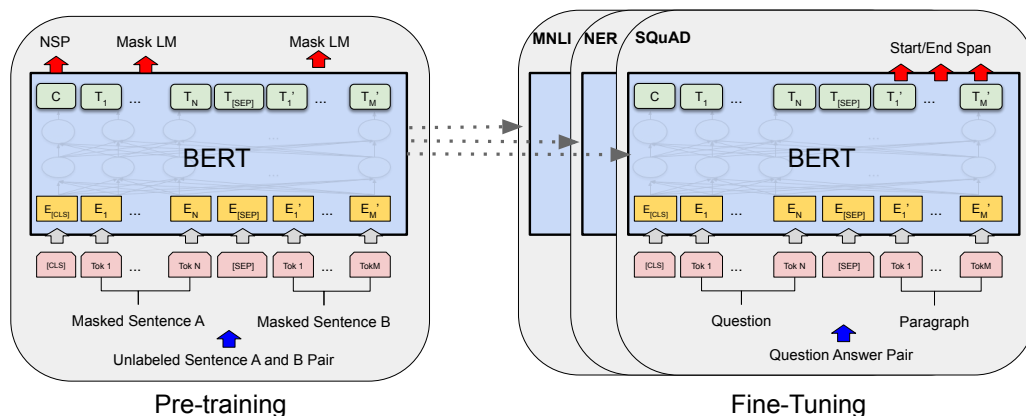 NSP Mask LM Mask LM
C T1 ... TN T[SEP] T1' ... TM'
BERT
E[CLS] E1 ... EN E[SEP] E1' ... EM'
[CLS] Tok 1 ... Tok N [SEP] Tok 1 ... TokM
Masked Sentence A Masked Sentence B
Unlabeled Sentence A and B Pair
Pre-training
MNLI NER SQuAD
Start/End Span
C T1 ... TN T[SEP] T1' ... TM'
BERT
E[CLS] E1 ... EN E[SEP] E1' ... EM'
[CLS] Tok 1 ... Tok N [SEP] Tok 1 ... TokM
Question Paragraph
Question Answer Pair
Fine-Tuning